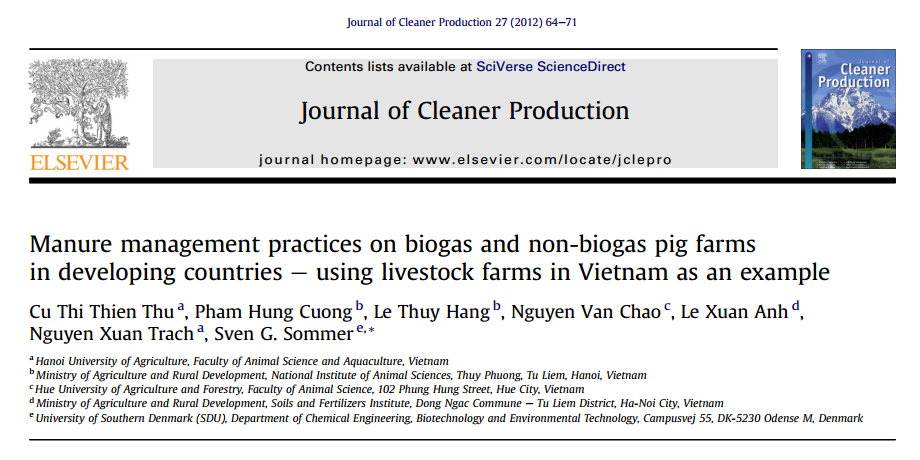 Journal of Cleaner Production 27 (2012) 64–71
Contents lists available at SciVerse ScienceDirect
Journal of Cleaner Production
journal homepage: www.elsevier.com/locate/jclepro
ELSEVIER
Cleaner
Production
Manure management practices on biogas and non-biogas pig farms
in developing countries – using livestock farms in Vietnam as an example
Cu Thi Thien Thu a, Pham Hung Cuong b, Le Thuy Hang b, Nguyen Van Chao c, Le Xuan Anh d,
Nguyen Xuan Trach a, Sven G. Sommer e,*
a Hanoi University of Agriculture, Faculty of Animal Science and Aquaculture, Vietnam
b Ministry of Agriculture and Rural Development, National Institute of Animal Sciences, Thuy Phuong, Tu Liem, Hanoi, Vietnam
c Hue University of Agriculture and Forestry, Faculty of Animal Science, 102 Phung Hung Street, Hue City, Vietnam
d Ministry of Agriculture and Rural Development, Soils and Fertilizers Institute, Dong Ngac Commune – Tu Liem District, Ha-Noi City, Vietnam
e University of Southern Denmark (SDU), Department of Chemical Engineering, Biotechnology and Environmental Technology, Campusvej 55, DK-5230 Odense M, Denmark